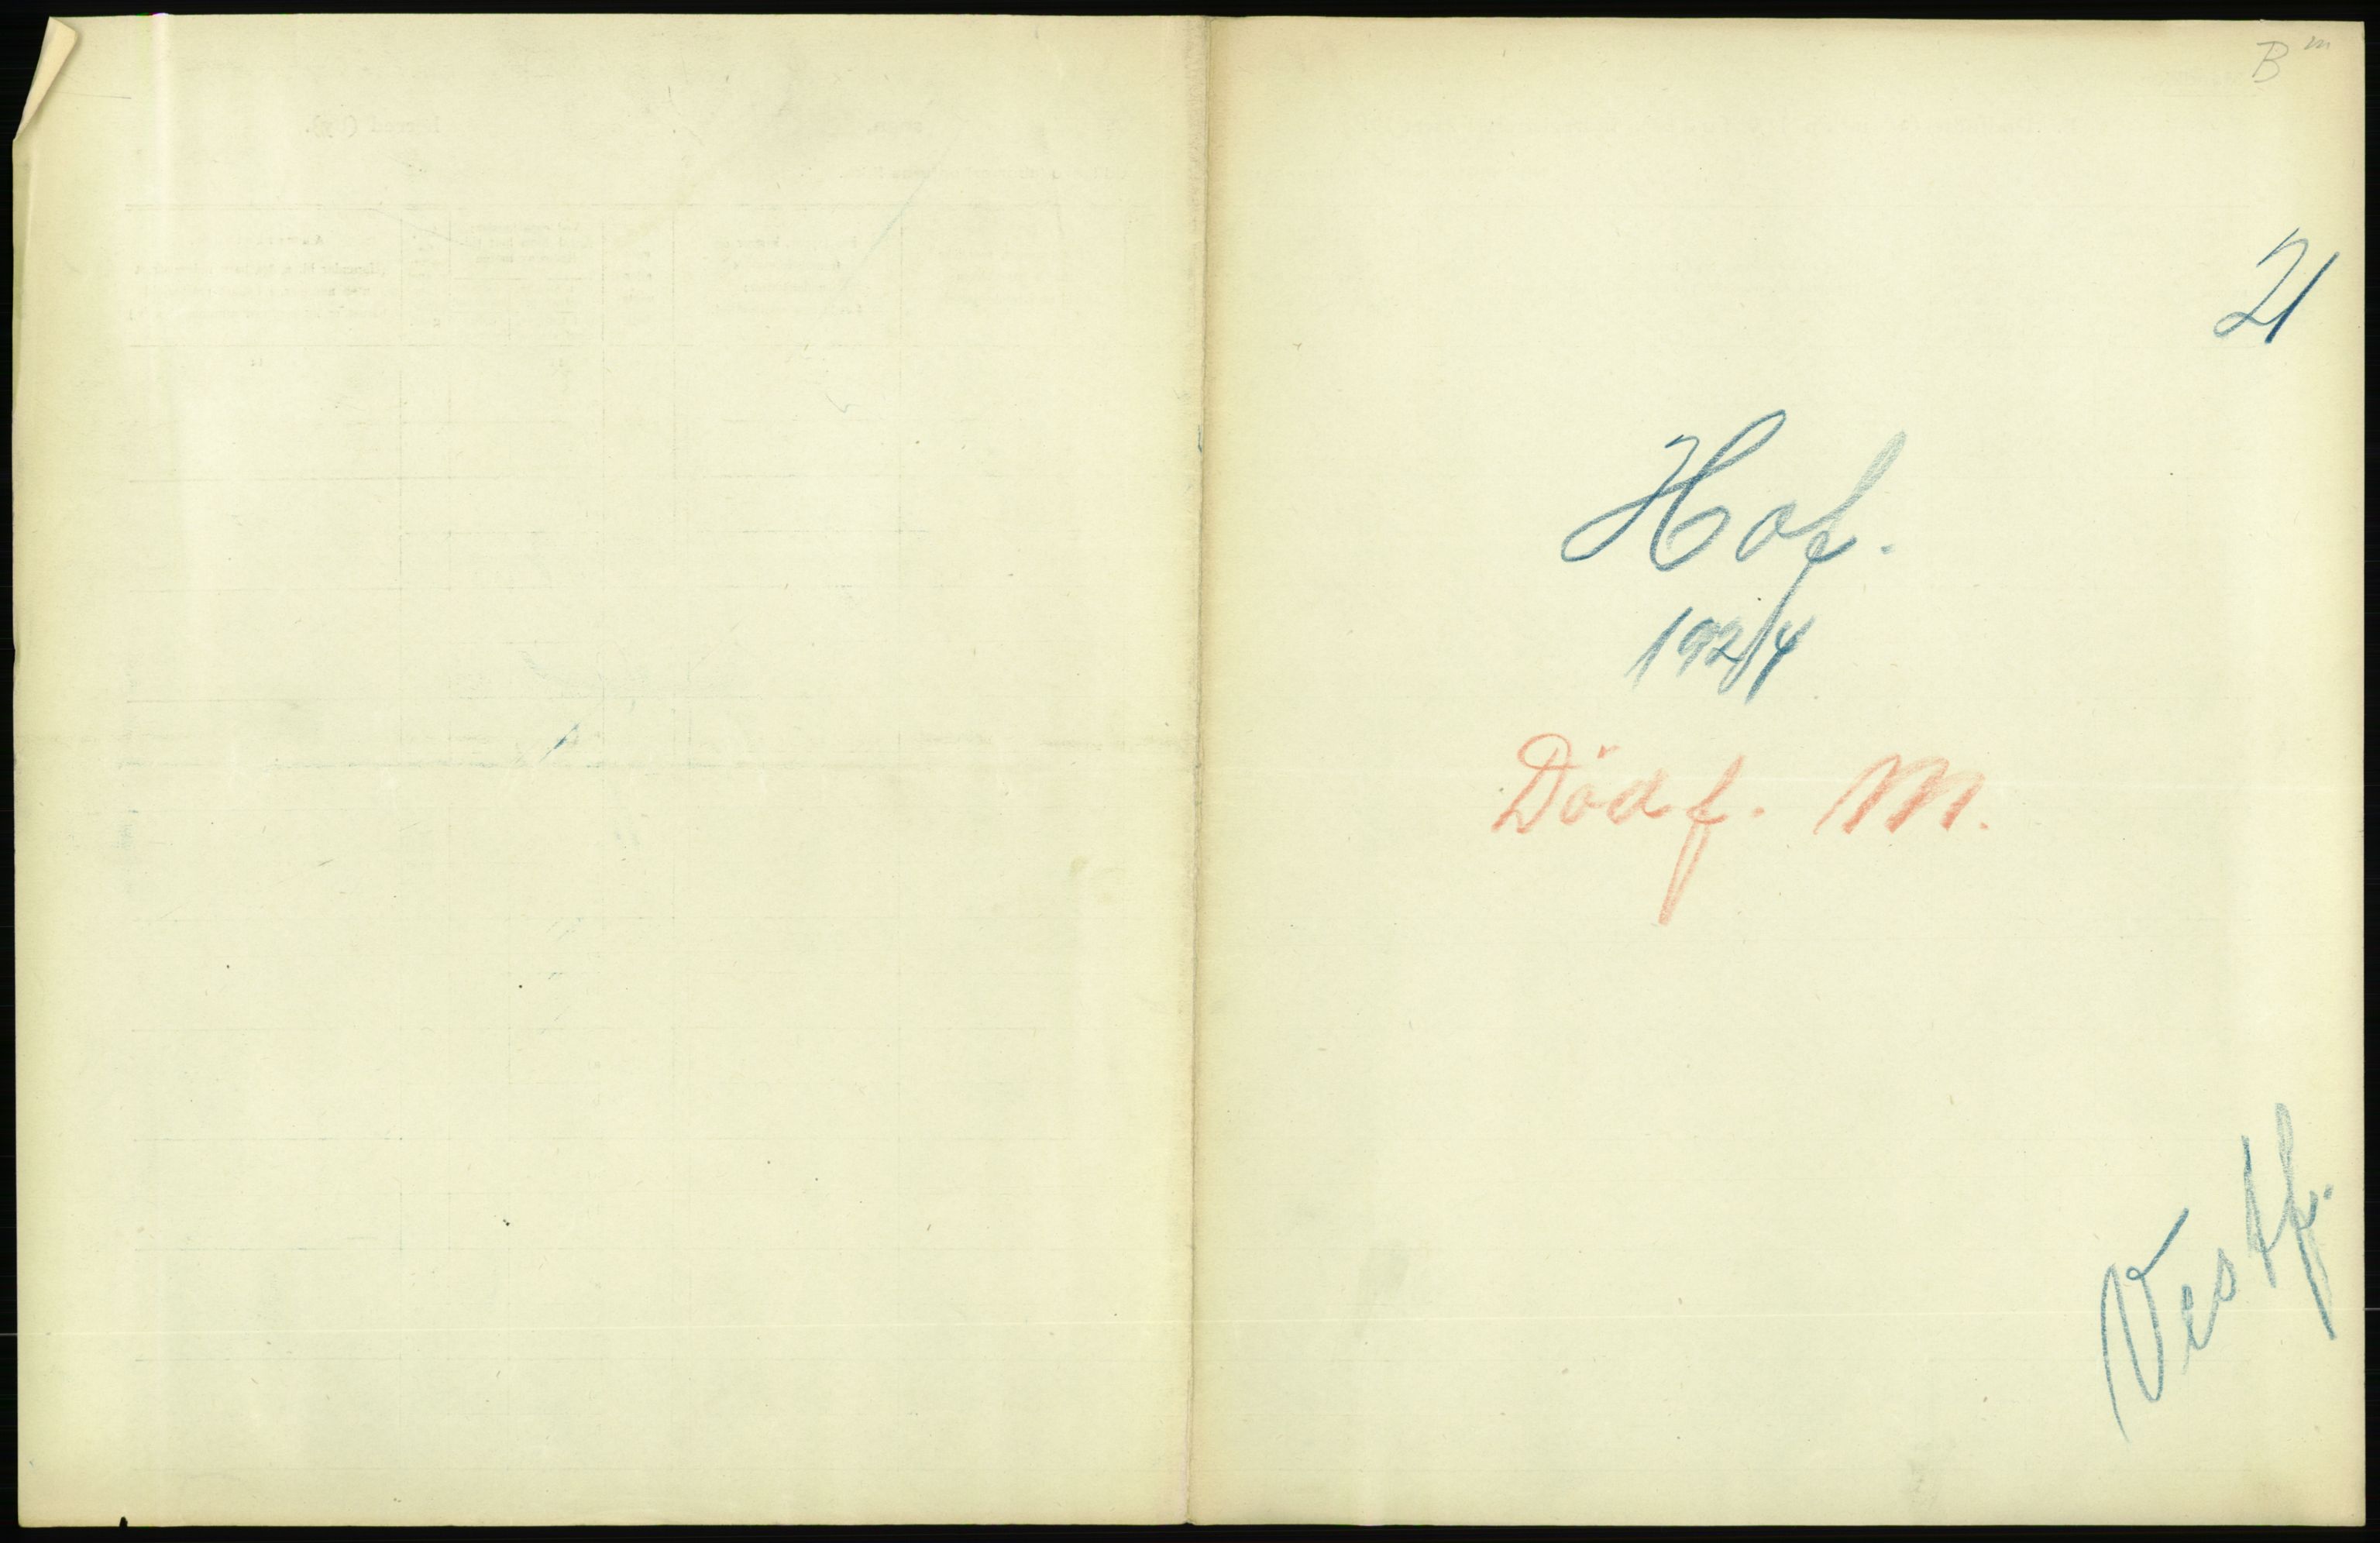 B m
21
Hof.
1924
Dödf. M.
Vestf.